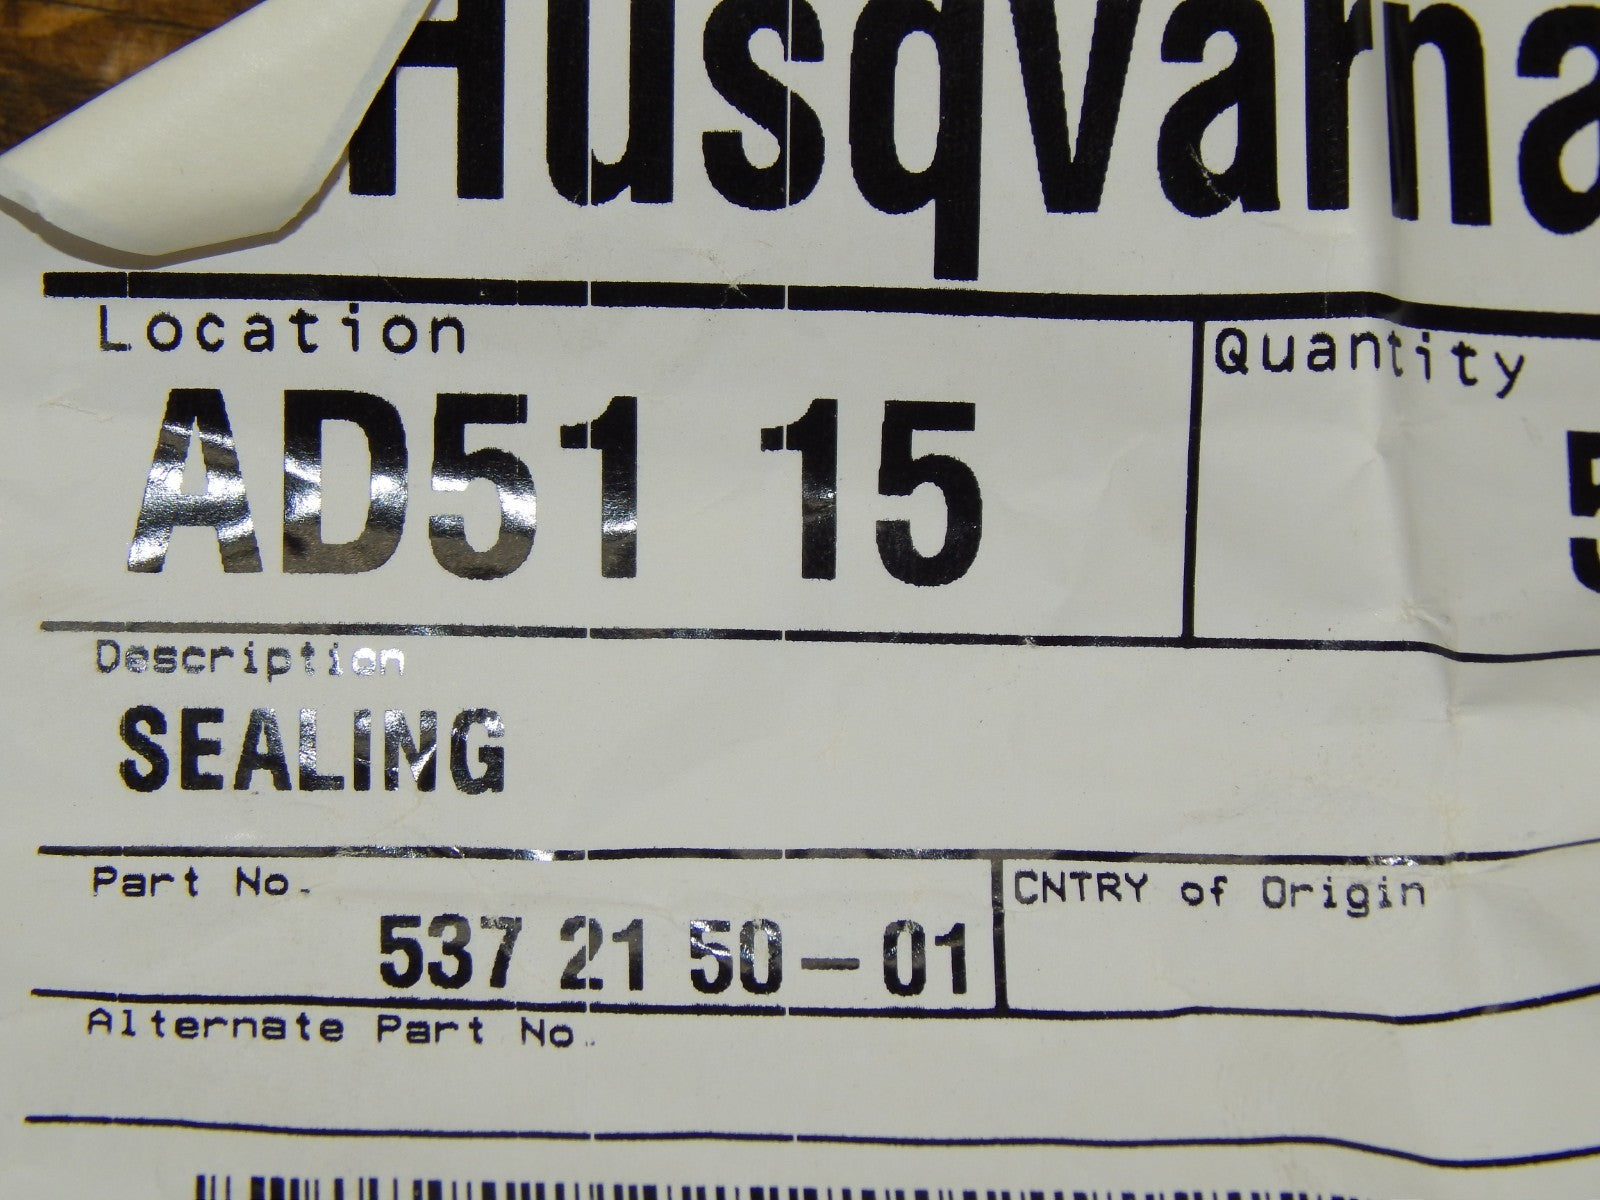 Husqvarna
Location
Quantity
AD51 15
5
Description
SEALING
Part No.
CNTRY of Origin
537 21 50-01
Alternate Part No.